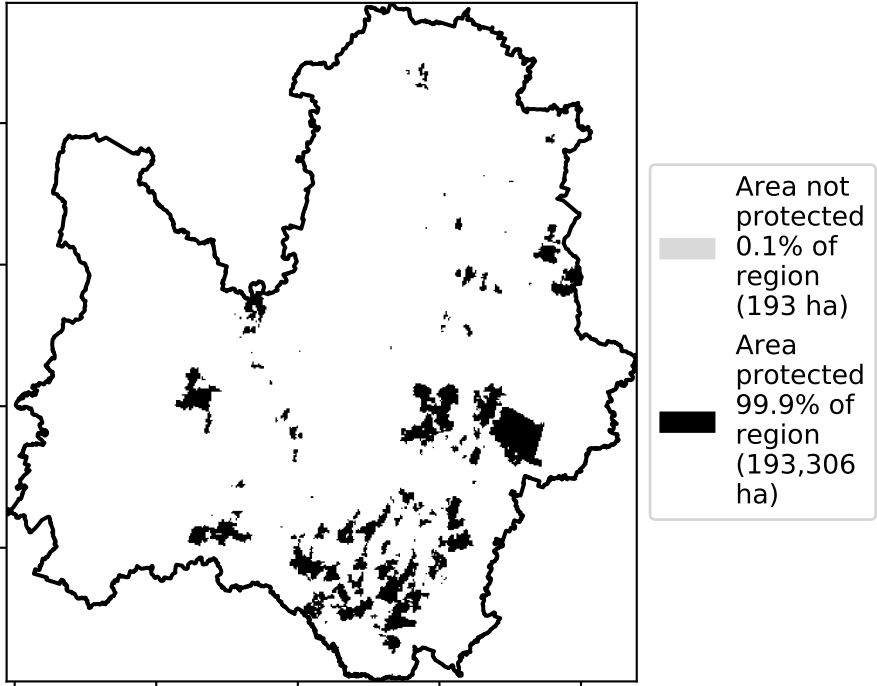 Area not
protected
0.1% of
region
(193 ha)
Area
protected
99.9% of
region
(193,306
ha)